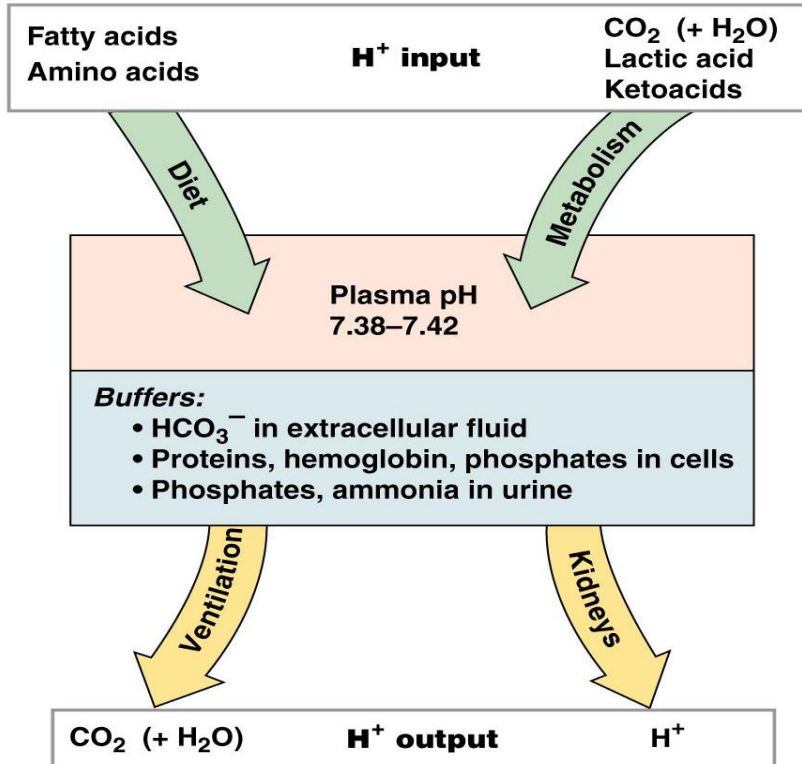 Fatty acids
Amino acids
H⁺ input
CO₂ (+ H₂O)
Lactic acid
Ketoacids
Diet
Metabolism
Plasma pH
7.38–7.42
Buffers:
• HCO₃⁻ in extracellular fluid
• Proteins, hemoglobin, phosphates in cells
• Phosphates, ammonia in urine
Ventilation
Kidneys
CO₂ (+ H₂O)
H⁺ output
H⁺